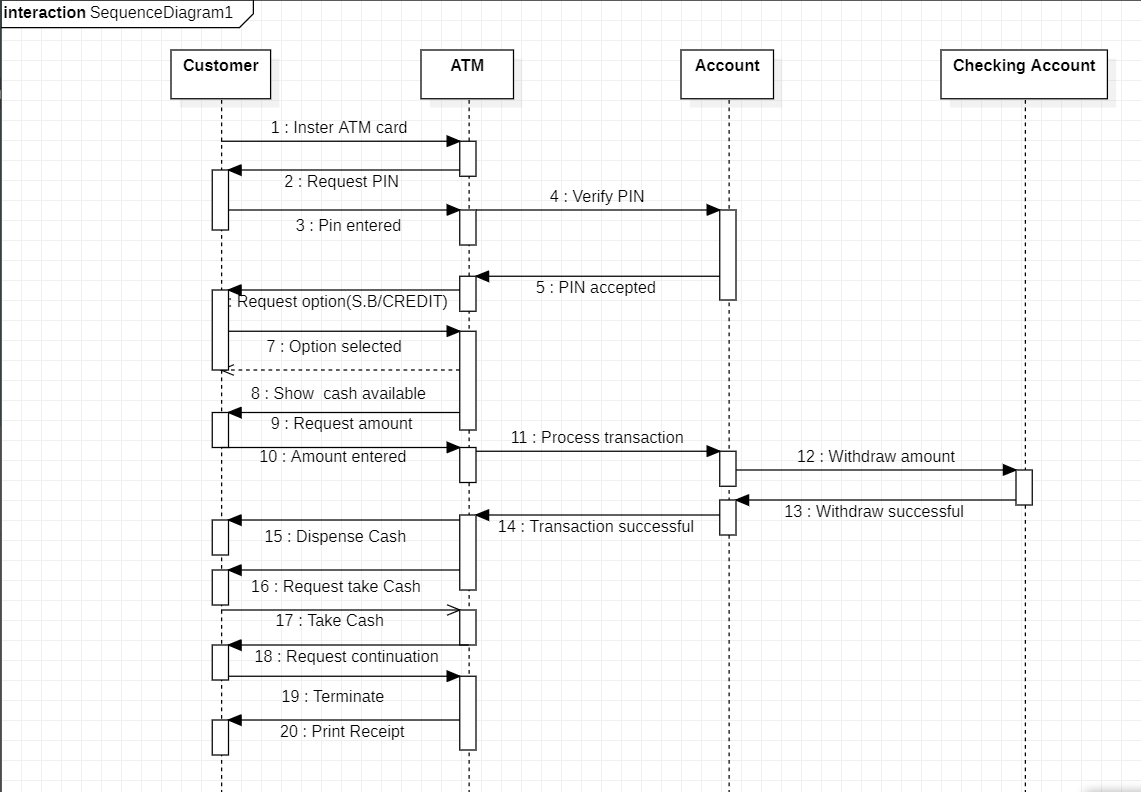 interaction SequenceDiagram1
Customer
ATM
Account
Checking Account
1 : Inster ATM card
2 : Request PIN
3 : Pin entered
4 : Verify PIN
5 : PIN accepted
: Request option(S.B/CREDIT)
7 : Option selected
8 : Show  cash available
9 : Request amount
10 : Amount entered
11 : Process transaction
12 : Withdraw amount
13 : Withdraw successful
14 : Transaction successful
15 : Dispense Cash
16 : Request take Cash
17 : Take Cash
18 : Request continuation
19 : Terminate
20 : Print Receipt